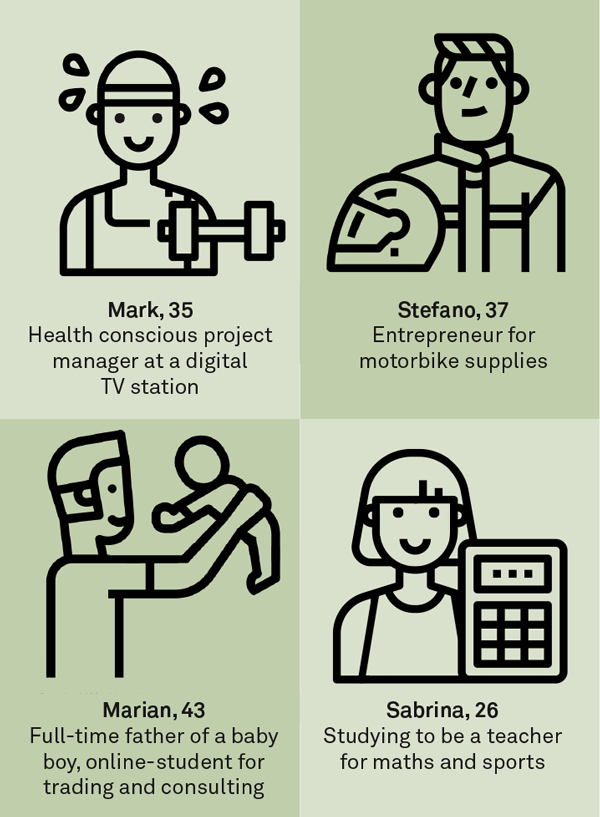 Mark, 35
Health conscious project
manager at a digital
TV station
Stefano, 37
Entrepreneur for
motorbike supplies
Marian, 43
Full-time father of a baby
boy, online-student for
trading and consulting
Sabrina, 26
Studying to be a teacher
for maths and sports